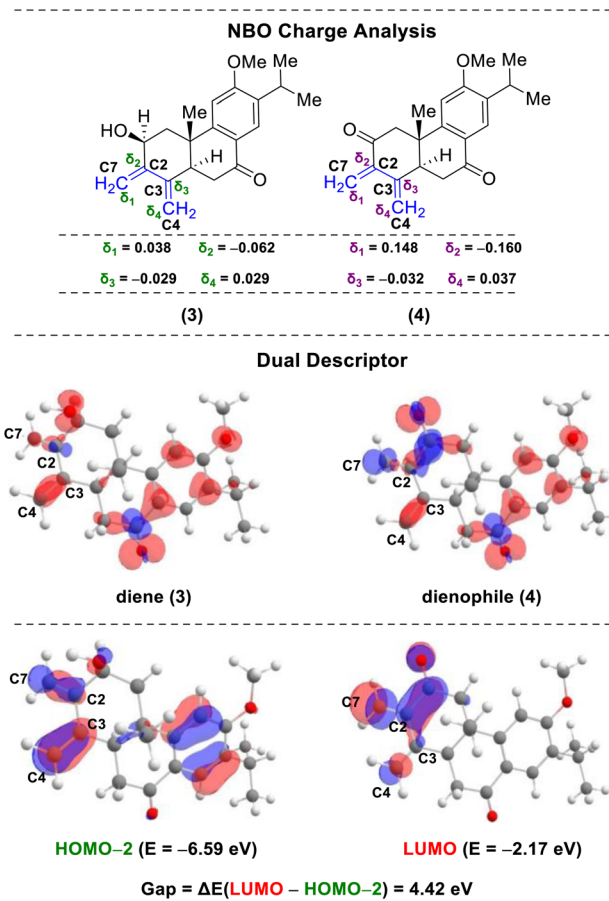 NBO Charge Analysis
OMe
Me
Me
Me
H
HO
H
O
C7
δ₂
C2
H₂C
δ₁
C3
δ₃
δ₄
CH₂
C4
OMe
Me
Me
Me
O
H
O
C7
δ₂
C2
H₂C
δ₁
C3
δ₃
δ₄
CH₂
C4
δ₁ = 0.038 δ₂ = −0.062 δ₁ = 0.148 δ₂ = −0.160
δ₃ = −0.029 δ₄ = 0.029 δ₃ = −0.032 δ₄ = 0.037
(3) (4)
Dual Descriptor
C7
C2
C3
C4
C7
C2
C3
C4
diene (3) dienophile (4)
C7
C2
C3
C4
C7
C2
C3
C4
HOMO−2 (E = −6.59 eV) LUMO (E = −2.17 eV)
Gap = ΔE(LUMO − HOMO−2) = 4.42 eV